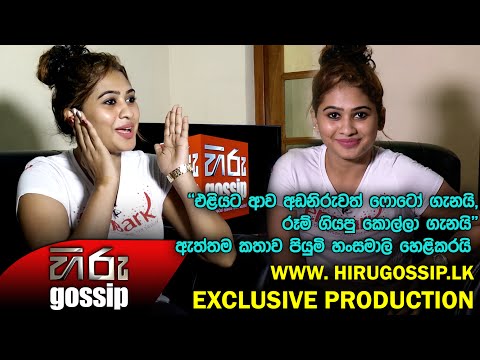 ark
හිරු
gossip
“එළියට ආව අඩනිරුවත් ෆොටෝ ගැනයි,
රූම් ගියපු කොල්ලා ගැනයි”
ඇත්තම කතාව පියුමි හංසමාලි හෙළිකරයි
හිරු
gossip
WWW. HIRUGOSSIP.LK
EXCLUSIVE PRODUCTION